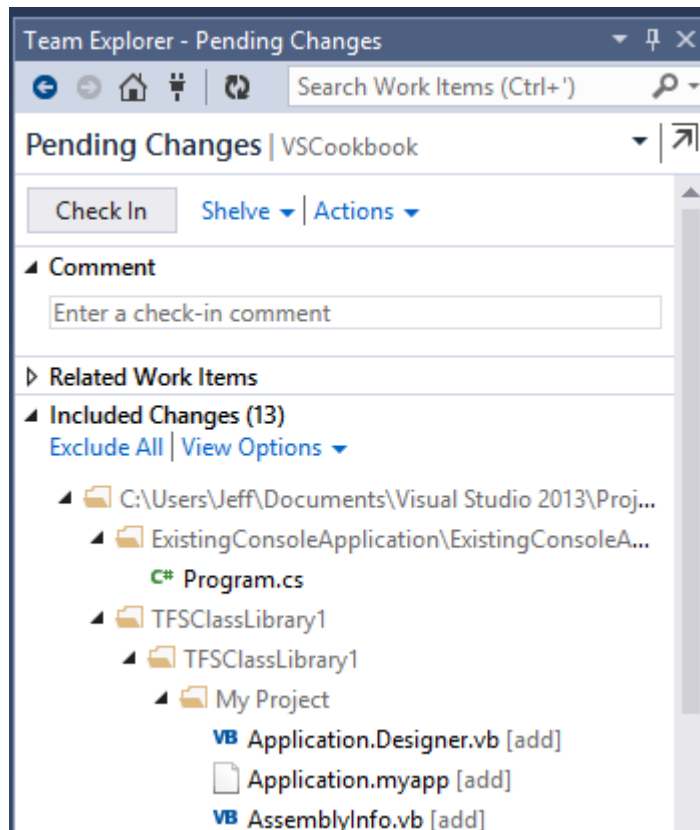 Team Explorer - Pending Changes
Search Work Items (Ctrl+')
Pending Changes | VSCookbook
Check In Shelve Actions
Comment
Enter a check-in comment
Related Work Items
Included Changes (13)
Exclude All View Options
C:\Users\Jeff\Documents\Visual Studio 2013\Proj...
ExistingConsoleApplication\ExistingConsoleA...
C# Program.cs
TFSClassLibrary1
TFSClassLibrary1
My Project
VB Application.Designer.vb [add]
Application.myapp [add]
VB AssemblyInfo.vb [add]